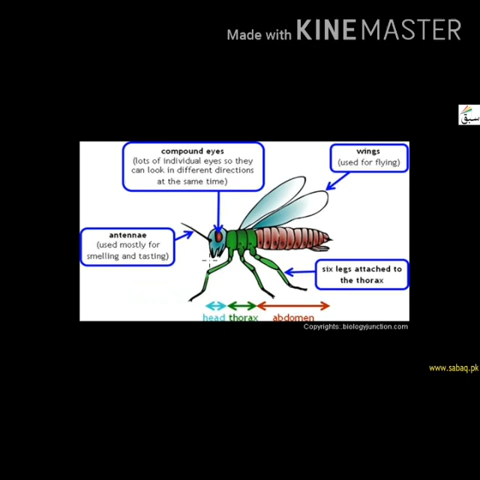 Made with KINEMASTER
سبق
compound eyes
(lots of individual eyes so they
can look in different directions
at the same time)
wings
(used for flying)
antennae
(used mostly for
smelling and tasting)
six legs attached to
the thorax
head thorax abdomen
Copyrights..biologyjunction.com
www.sabaq.pk